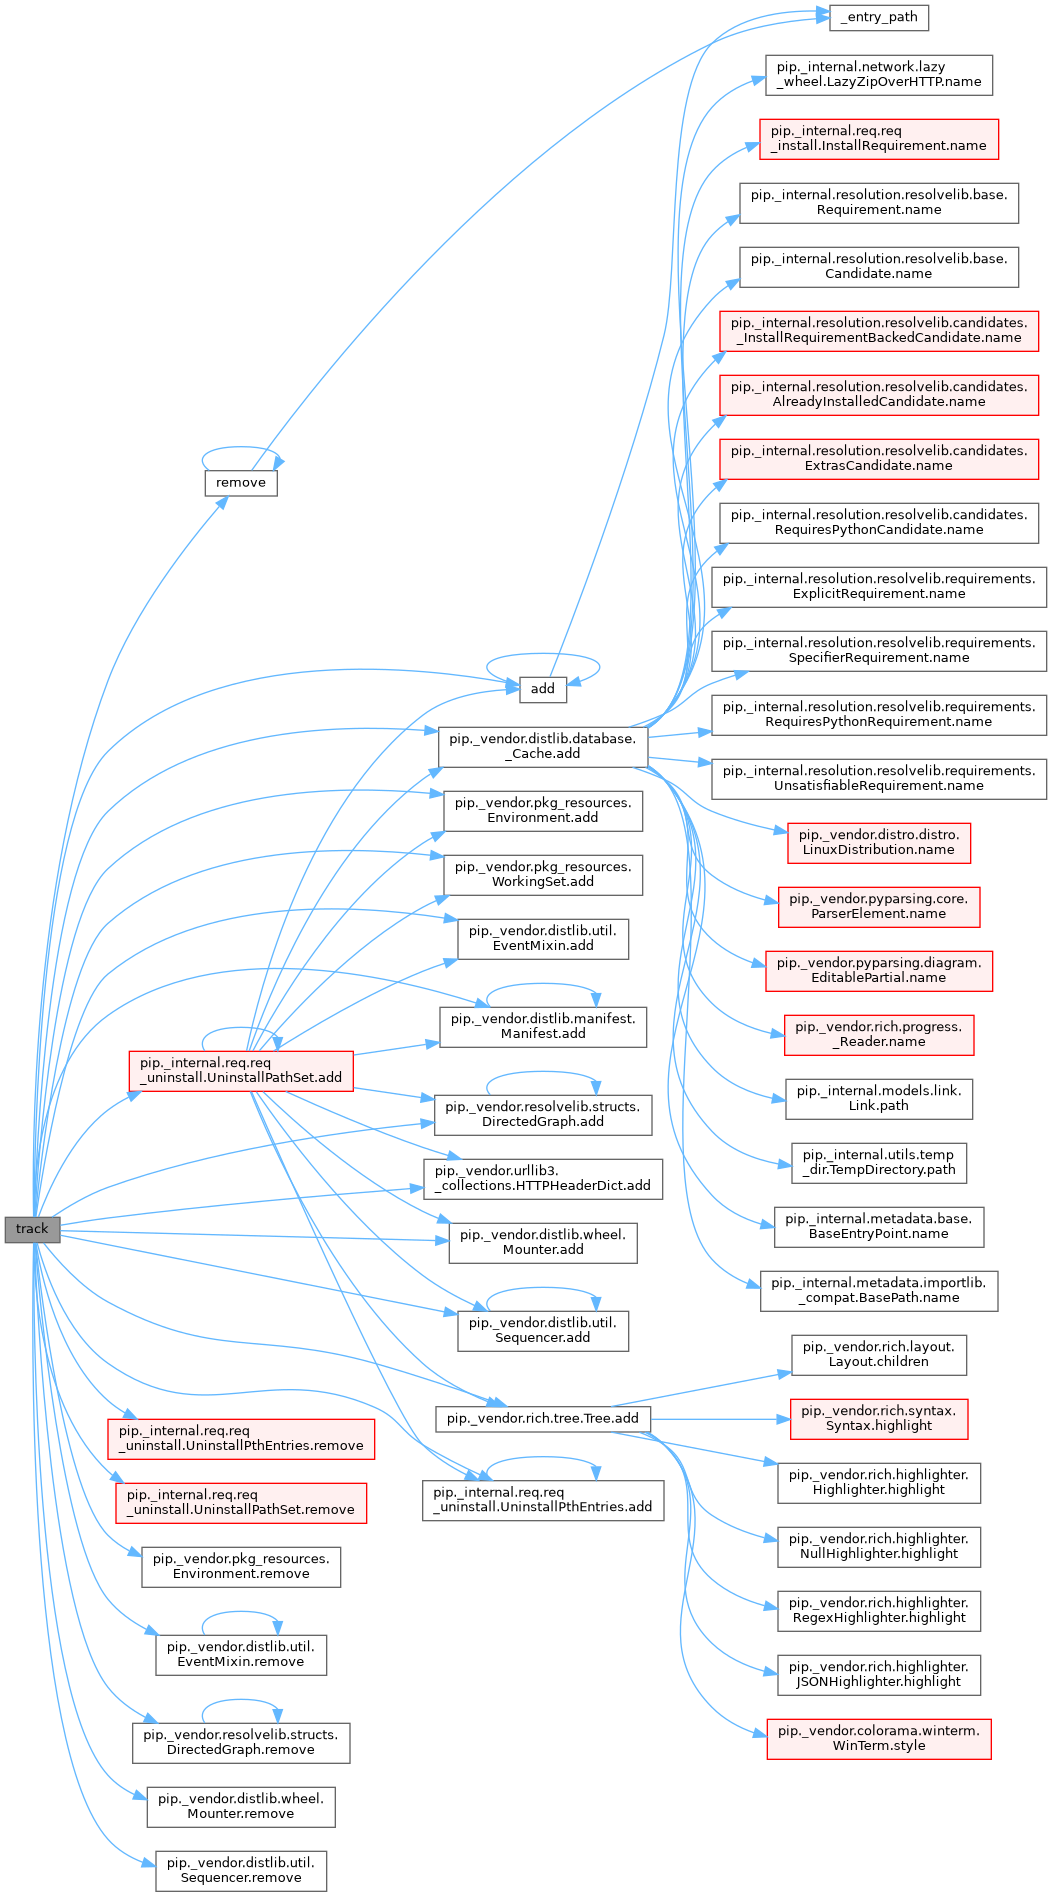 _entry_path
pip._internal.network.lazy
_wheel.LazyZipOverHTTP.name
pip._internal.req.req
_install.InstallRequirement.name
pip._internal.resolution.resolvelib.base.
Requirement.name
pip._internal.resolution.resolvelib.base.
Candidate.name
pip._internal.resolution.resolvelib.candidates.
_InstallRequirementBackedCandidate.name
pip._internal.resolution.resolvelib.candidates.
AlreadyInstalledCandidate.name
pip._internal.resolution.resolvelib.candidates.
ExtrasCandidate.name
remove
pip._internal.resolution.resolvelib.candidates.
RequiresPythonCandidate.name
pip._internal.resolution.resolvelib.requirements.
ExplicitRequirement.name
pip._internal.resolution.resolvelib.requirements.
SpecifierRequirement.name
add
pip._internal.resolution.resolvelib.requirements.
RequiresPythonRequirement.name
pip._vendor.distlib.database.
_Cache.add
pip._internal.resolution.resolvelib.requirements.
UnsatisfiableRequirement.name
pip._vendor.pkg_resources.
Environment.add
pip._vendor.distro.distro.
LinuxDistribution.name
pip._vendor.pkg_resources.
WorkingSet.add
pip._vendor.pyparsing.core.
ParserElement.name
pip._vendor.distlib.util.
EventMixin.add
pip._vendor.pyparsing.diagram.
EditablePartial.name
pip._vendor.distlib.manifest.
Manifest.add
pip._vendor.rich.progress.
_Reader.name
pip._internal.req.req
_uninstall.UninstallPathSet.add
pip._internal.models.link.
Link.path
pip._vendor.resolvelib.structs.
DirectedGraph.add
pip._internal.utils.temp
_dir.TempDirectory.path
pip._vendor.urllib3.
_collections.HTTPHeaderDict.add
track
pip._internal.metadata.base.
BaseEntryPoint.name
pip._vendor.distlib.wheel.
Mounter.add
pip._internal.metadata.importlib.
_compat.BasePath.name
pip._vendor.distlib.util.
Sequencer.add
pip._vendor.rich.layout.
Layout.children
pip._vendor.rich.tree.Tree.add
pip._vendor.rich.syntax.
Syntax.highlight
pip._internal.req.req
_uninstall.UninstallPthEntries.remove
pip._vendor.rich.highlighter.
Highlighter.highlight
pip._internal.req.req
_uninstall.UninstallPthEntries.add
pip._internal.req.req
_uninstall.UninstallPathSet.remove
pip._vendor.rich.highlighter.
NullHighlighter.highlight
pip._vendor.pkg_resources.
Environment.remove
pip._vendor.rich.highlighter.
RegexHighlighter.highlight
pip._vendor.distlib.util.
EventMixin.remove
pip._vendor.rich.highlighter.
JSONHighlighter.highlight
pip._vendor.resolvelib.structs.
DirectedGraph.remove
pip._vendor.colorama.winterm.
WinTerm.style
pip._vendor.distlib.wheel.
Mounter.remove
pip._vendor.distlib.util.
Sequencer.remove